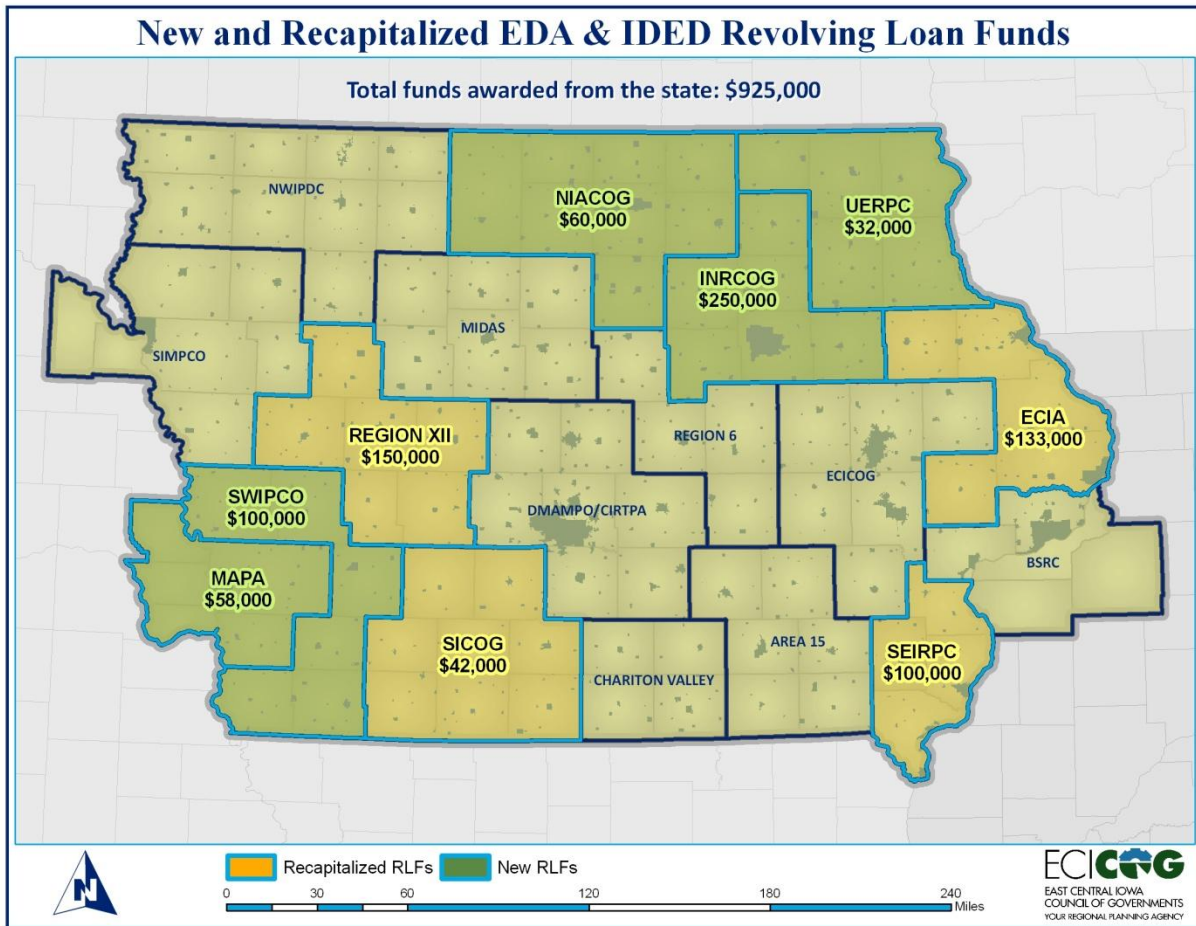 New and Recapitalized EDA & IDED Revolving Loan Funds
Total funds awarded from the state: $925,000
NWIPDC
NIACOG
$60,000
UERPC
$32,000
INRCOG
$250,000
MIDAS
SIMPCO
REGION XII
$150,000
REGION 6
ECICOG
ECIA
$133,000
SWIPCO
$100,000
DMAMPO/CIRTPA
BSRC
MAPA
$58,000
SICOG
$42,000
CHARITON VALLEY
AREA 15
SEIRPC
$100,000
N
Recapitalized RLFs
New RLFs
0 30 60 120 180 240
Miles
ECICOG
EAST CENTRAL IOWA
COUNCIL OF GOVERNMENTS
YOUR REGIONAL PLANNING AGENCY